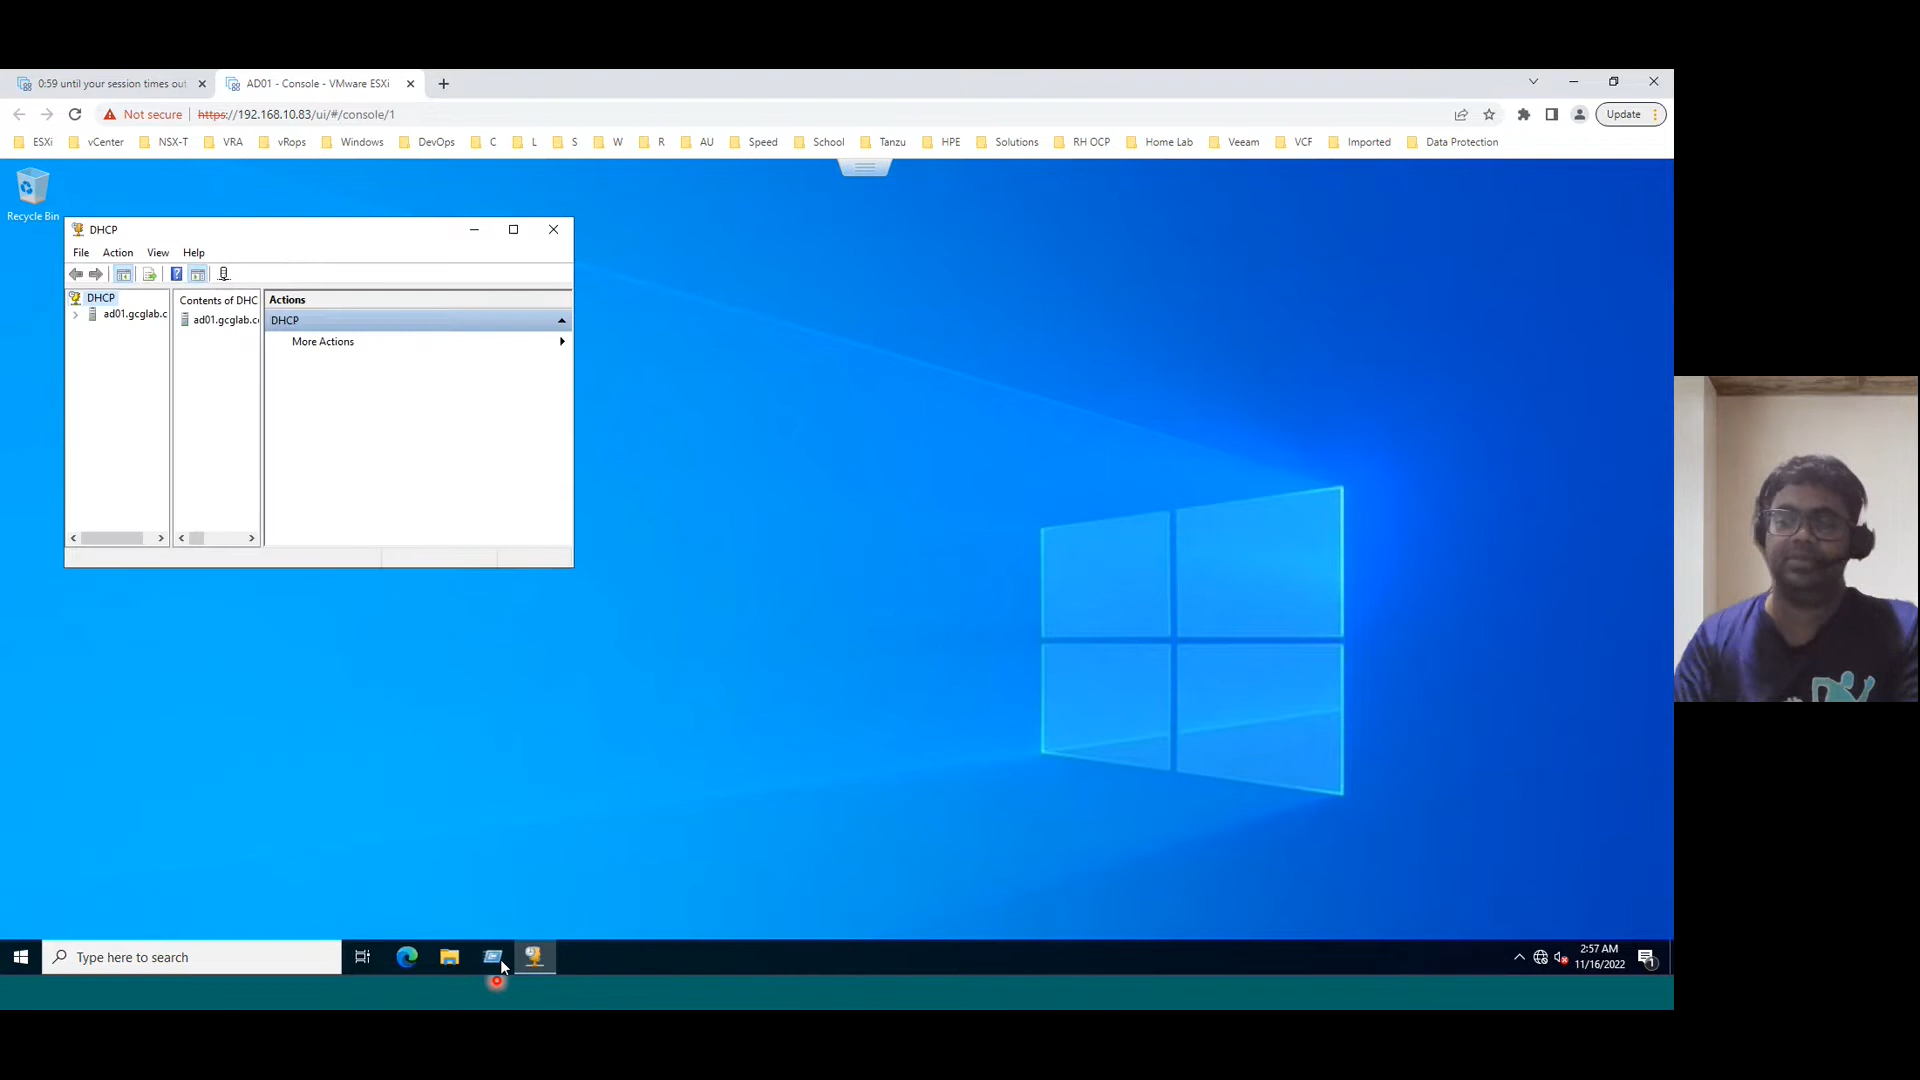 0:59 until your session times out
AD01 - Console - VMware ESXi
Not secure
https://192.168.10.83/ui/#/console/1
Update
ESXi
vCenter
NSX-T
VRA
vRops
Windows
DevOps
C
L
S
W
R
AU
Speed
School
Tanzu
HPE
Solutions
RH OCP
Home Lab
Veeam
VCF
Imported
Data Protection
Recycle Bin
DHCP
File
Action
View
Help
DHCP
ad01.gcglab.c
Contents of DHC
ad01.gcglab.c
Actions
DHCP
More Actions
Type here to search
2:57 AM
11/16/2022
1